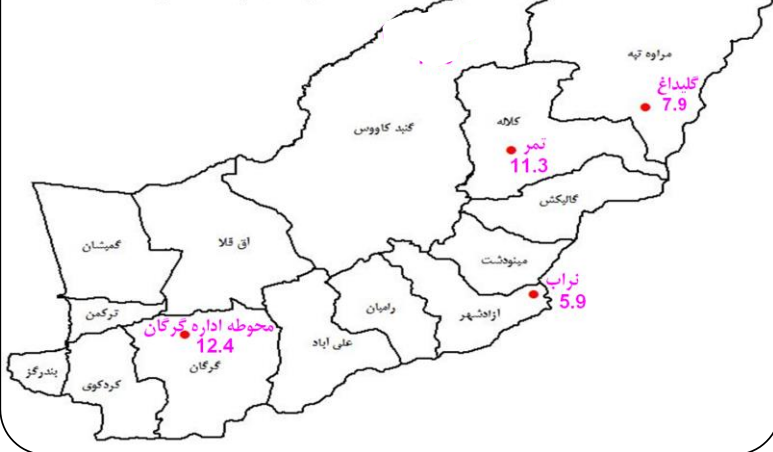 مراوه تپه
گلیداغ
7.9
کلاله
تمر
11.3
گنبد کاووس
گالیکش
مینودشت
نراب
5.9
ازادشهر
رامیان
علی اباد
اق قلا
گمیشان
ترکمن
محوطه اداره گرگان
12.4
گرگان
کردکوی
بندرگز